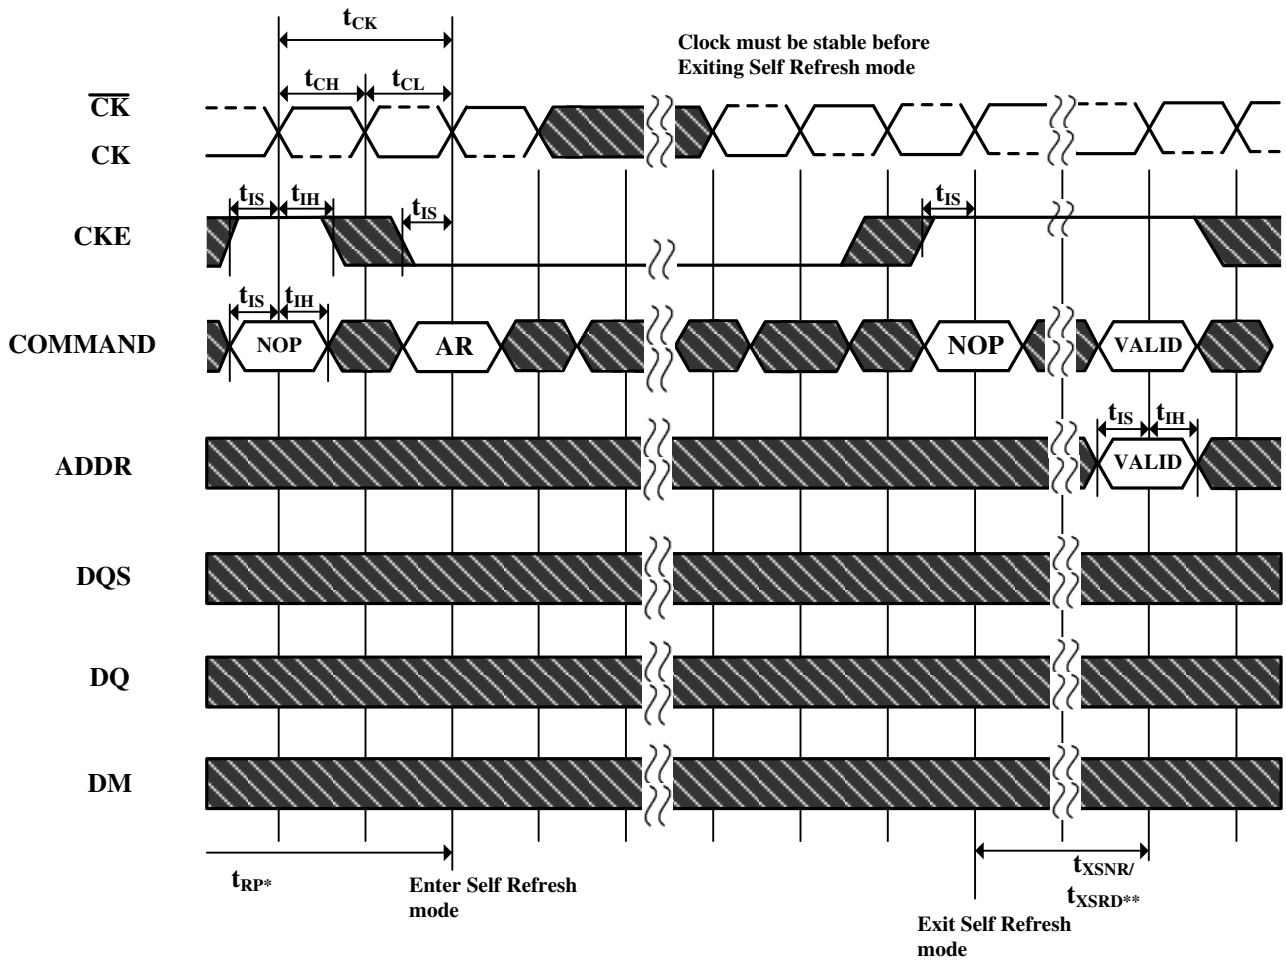 tCK
Clock must be stable before
Exiting Self Refresh mode
tCH
tCL
CK
CK
tIS
tIH
tIS
tIS
CKE
tIS
tIH
COMMAND
NOP
AR
NOP
VALID
tIS
tIH
ADDR
VALID
DQS
DQ
DM
tRP*
Enter Self Refresh
mode
tXSNR/
tXSRD**
Exit Self Refresh
mode